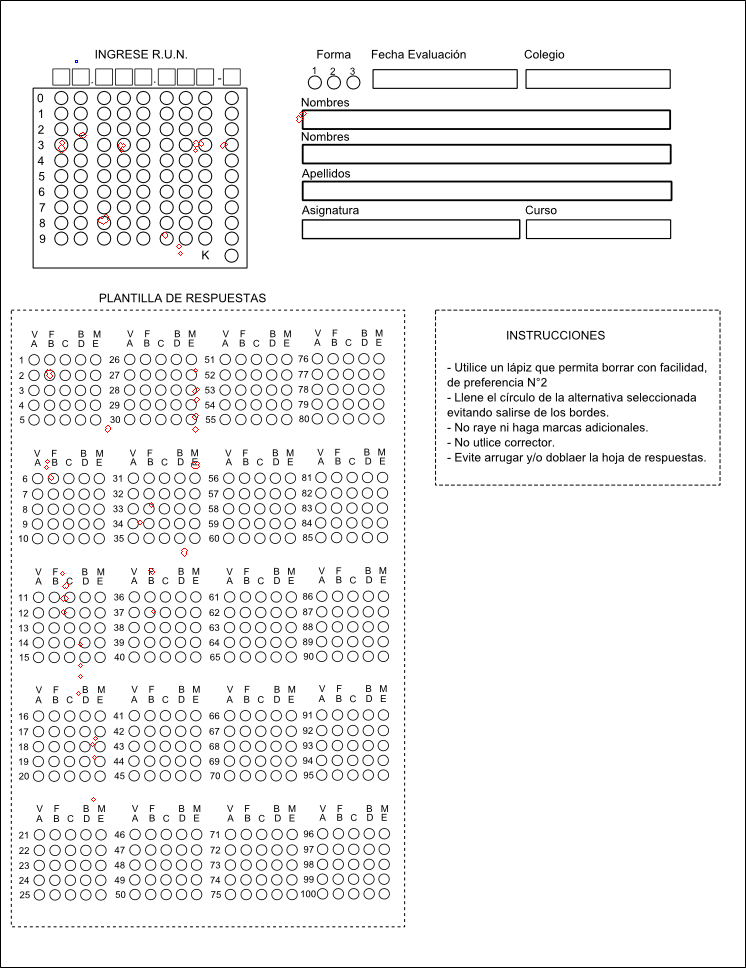 INGRESE R.U.N.
Forma Fecha Evaluación Colegio
. . -
1 2 3
0
1
2
3
4
5
6
7
8
9
K
Nombres
Nombres
Apellidos
Asignatura Curso
PLANTILLA DE RESPUESTAS
V F B M V F B M V F B M V F B M
A B C D E A B C D E A B C D E A B C D E
1 26 51 76
2 27 52 77
3 28 53 78
4 29 54 79
5 30 55 80
V F B M V F B M V F B M V F B M
A B C D E A B C D E A B C D E A B C D E
6 31 56 81
7 32 57 82
8 33 58 83
9 34 59 84
10 35 60 85
V F B M V F B M V F B M V F B M
A B C D E A B C D E A B C D E A B C D E
11 36 61 86
12 37 62 87
13 38 63 88
14 39 64 89
15 40 65 90
V F B M V F B M V F B M V F B M
A B C D E A B C D E A B C D E A B C D E
16 41 66 91
17 42 67 92
18 43 68 93
19 44 69 94
20 45 70 95
V F B M V F B M V F B M V F B M
A B C D E A B C D E A B C D E A B C D E
21 46 71 96
22 47 72 97
23 48 73 98
24 49 74 99
25 50 75 100
INSTRUCCIONES
- Utilice un lápiz que permita borrar con facilidad,
de preferencia N°2
- Llene el círculo de la alternativa seleccionada
evitando salirse de los bordes.
- No raye ni haga marcas adicionales.
- No utlice corrector.
- Evite arrugar y/o doblaer la hoja de respuestas.